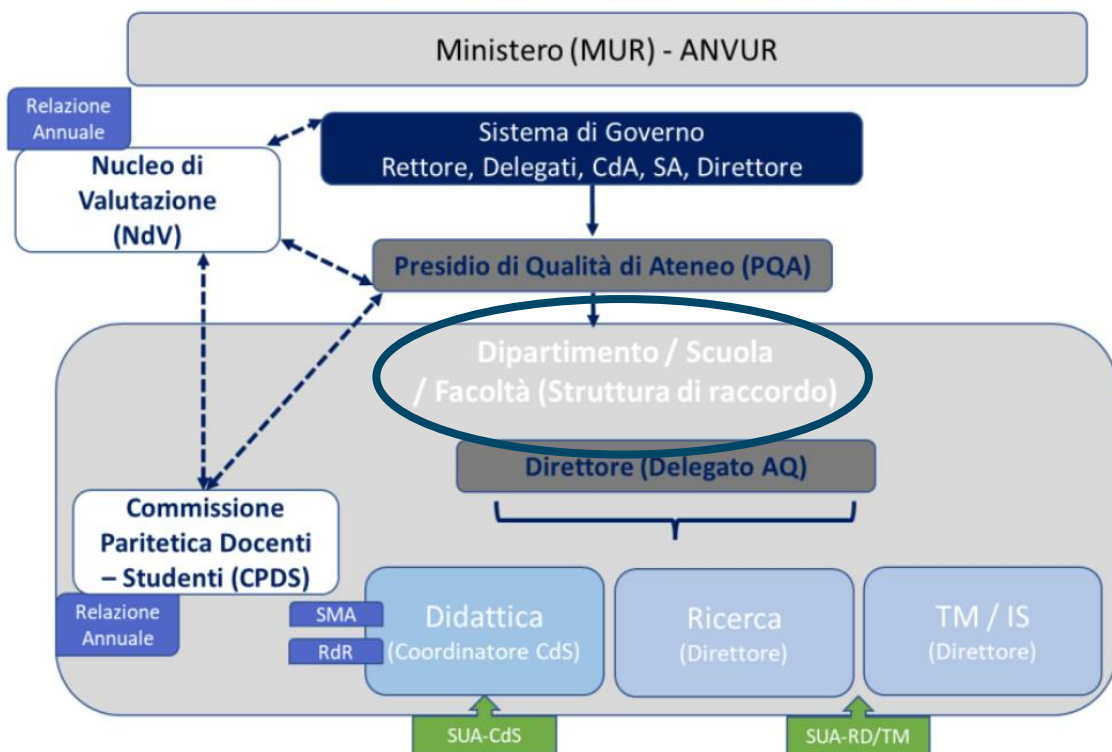 Ministero (MUR) - ANVUR
Relazione
Annuale
Nucleo di
Valutazione
(NdV)
Sistema di Governo
Rettore, Delegati, CdA, SA, Direttore
Presidio di Qualità di Ateneo (PQA)
Dipartimento / Scuola
/ Facoltà (Struttura di raccordo)
Direttore (Delegato AQ)
Commissione
Paritetica Docenti
– Studenti (CPDS)
Relazione
Annuale
SMA
RdR
Didattica
(Coordinatore CdS)
Ricerca
(Direttore)
TM / IS
(Direttore)
SUA-CdS
SUA-RD/TM